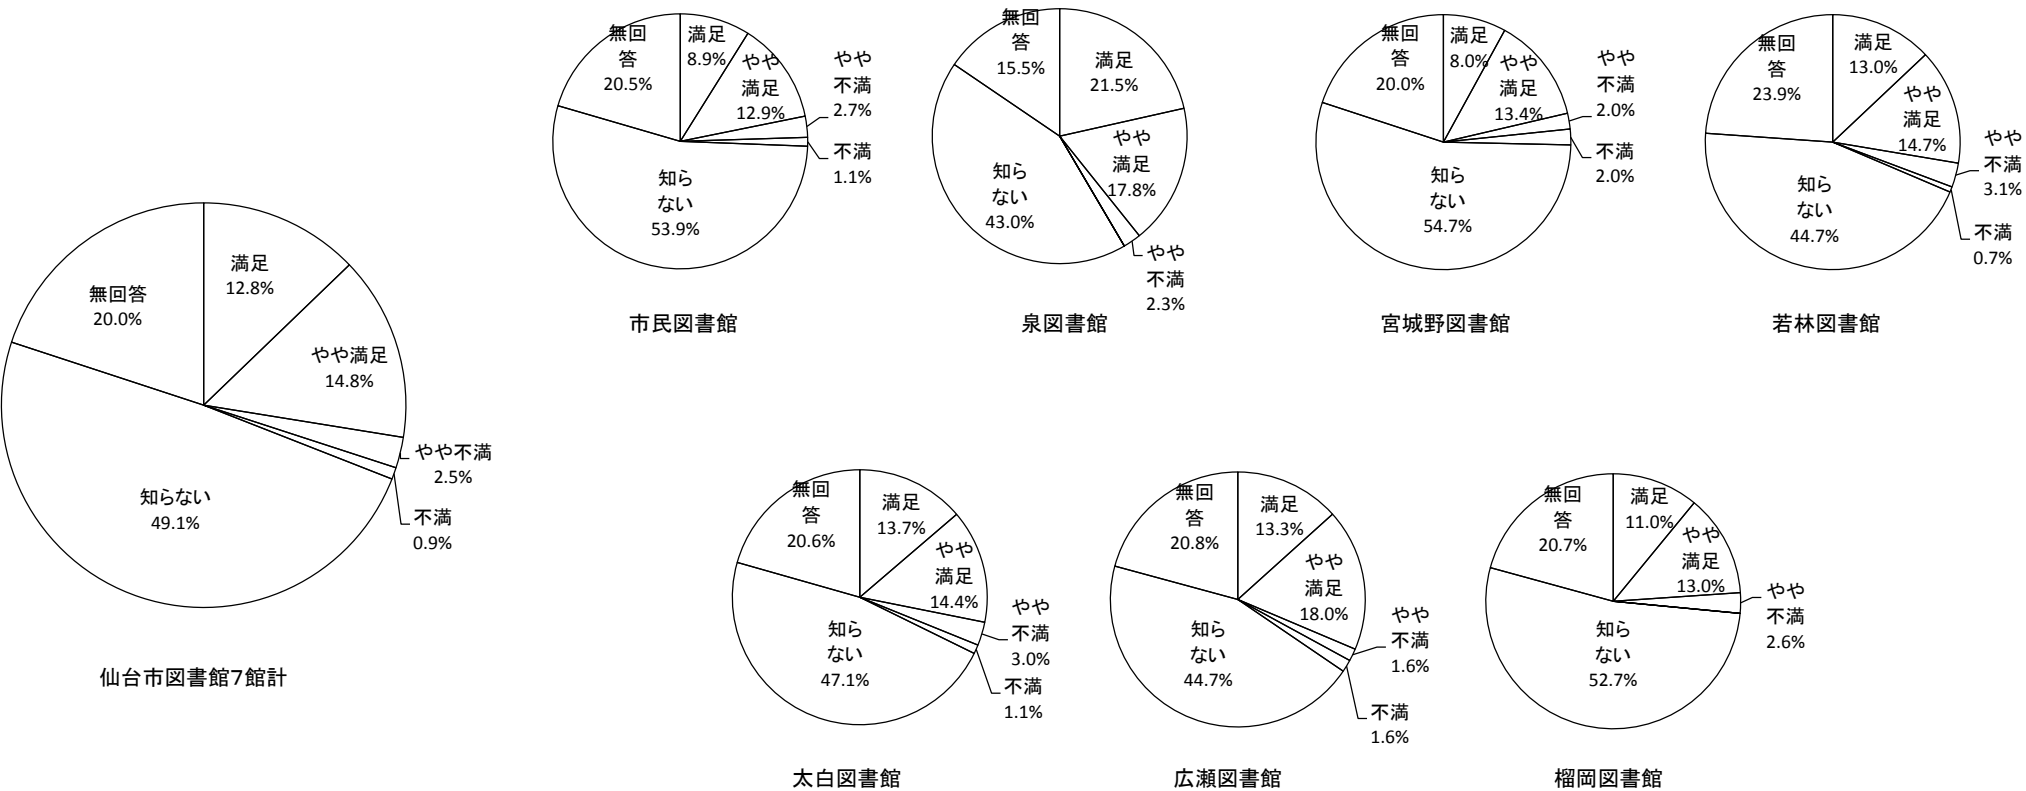 満足
12.8%
やや満足
14.8%
やや不満
2.5%
不満
0.9%
知らない
49.1%
無回答
20.0%
仙台市図書館7館計
満足
8.9%
やや
満足
12.9%
やや
不満
2.7%
不満
1.1%
知ら
ない
53.9%
無回
答
20.5%
市民図書館
満足
21.5%
やや
満足
17.8%
やや
不満
2.3%
知ら
ない
43.0%
無回
答
15.5%
泉図書館
満足
8.0%
やや
満足
13.4%
やや
不満
2.0%
不満
2.0%
知ら
ない
54.7%
無回
答
20.0%
宮城野図書館
満足
13.0%
やや
満足
14.7%
やや
不満
3.1%
不満
0.7%
知ら
ない
44.7%
無回
答
23.9%
若林図書館
満足
13.7%
やや
満足
14.4%
やや
不満
3.0%
不満
1.1%
知ら
ない
47.1%
無回
答
20.6%
太白図書館
満足
13.3%
やや
満足
18.0%
やや
不満
1.6%
不満
1.6%
知ら
ない
44.7%
無回
答
20.8%
広瀬図書館
満足
11.0%
やや
満足
13.0%
やや
不満
2.6%
知ら
ない
52.7%
無回
答
20.7%
榴岡図書館